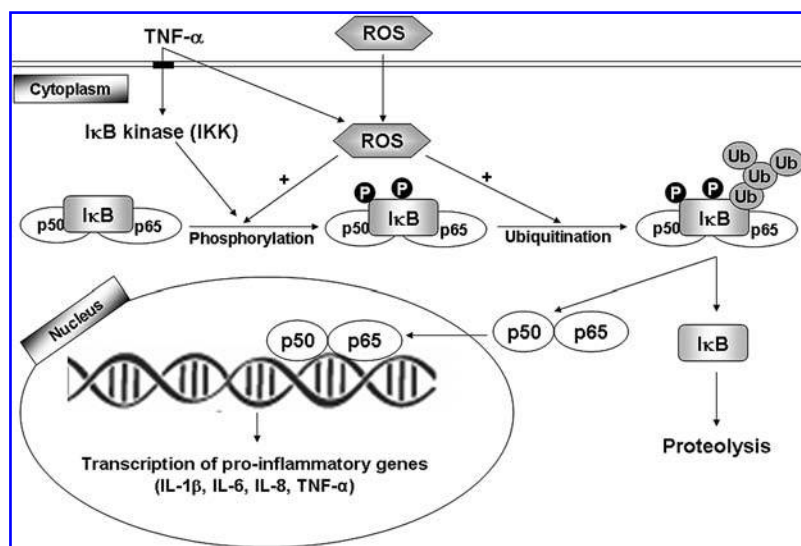 TNF-α
ROS
Cytoplasm
IκB kinase (IKK)
ROS
+
+
p50
IκB
p65
Phosphorylation
P
P
p50
IκB
p65
Ubiquitination
P
P
Ub
Ub
Ub
Ub
p50
IκB
p65
Nucleus
p50
p65
p50
p65
IκB
Proteolysis
Transcription of pro-inflammatory genes
(IL-1β, IL-6, IL-8, TNF-α)